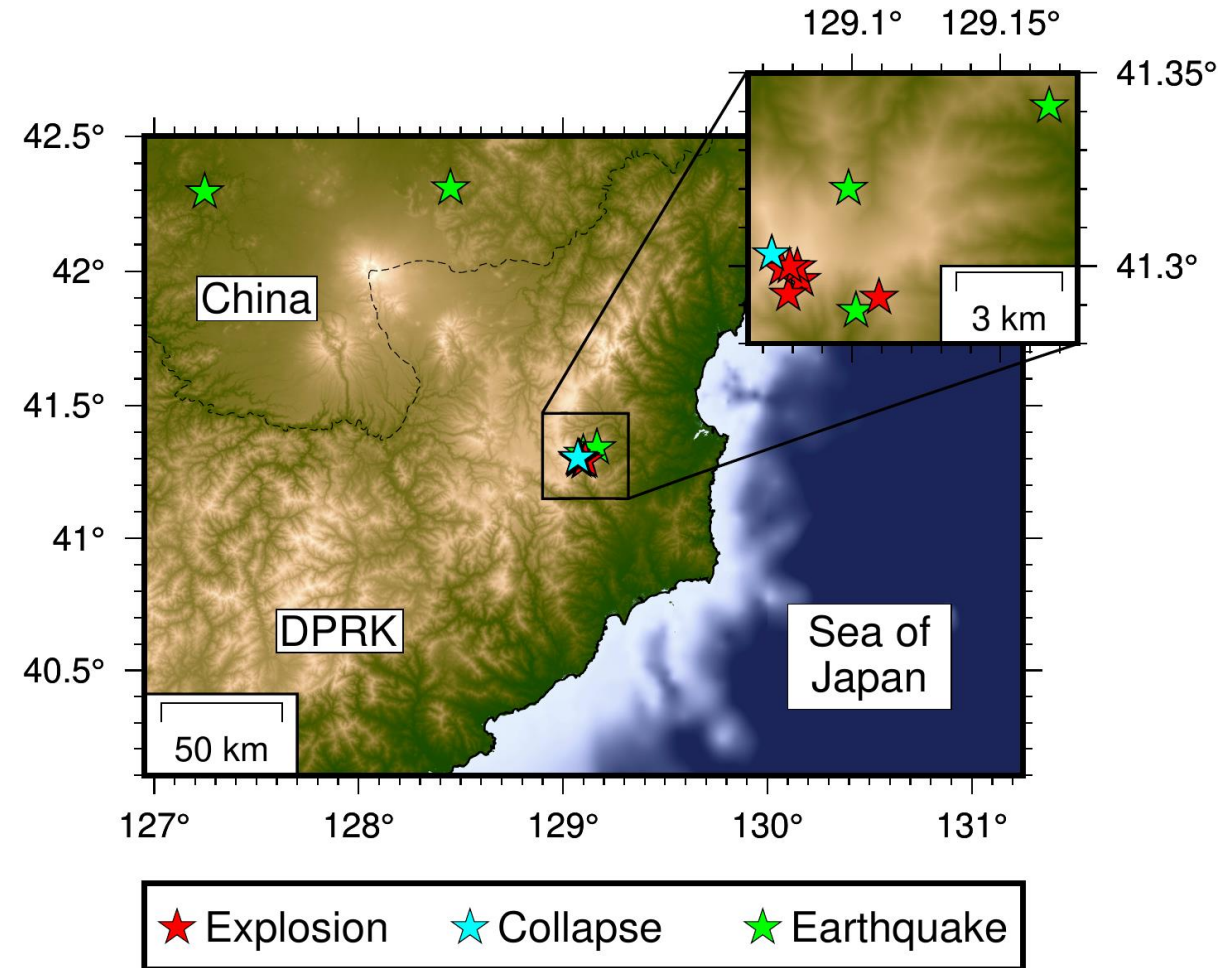 129.1° 129.15°
41.35°
42.5°
42°
41.3°
China
3 km
41.5°
41°
DPRK
Sea of
Japan
40.5°
50 km
127° 128° 129° 130° 131°
Explosion Collapse Earthquake